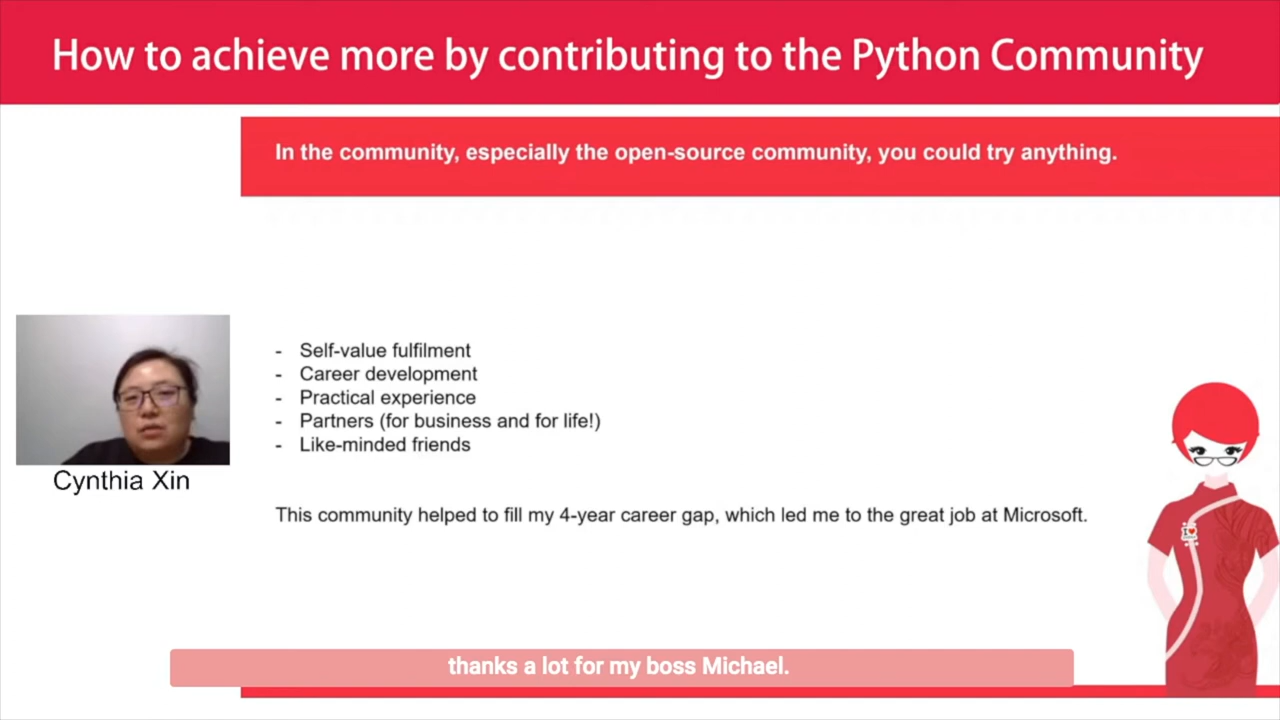 How to achieve more by contributing to the Python Community
In the community, especially the open-source community, you could try anything.
- Self-value fulfilment
- Career development
- Practical experience
- Partners (for business and for life!)
- Like-minded friends
Cynthia Xin
This community helped to fill my 4-year career gap, which led me to the great job at Microsoft.
thanks a lot for my boss Michael.